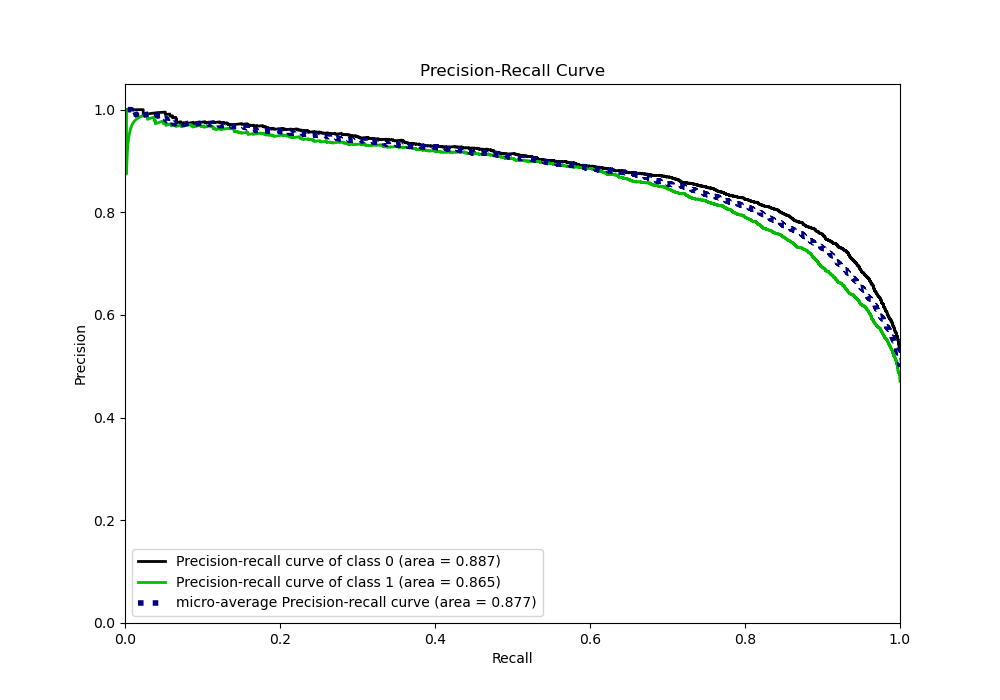 Precision-Recall Curve
1.0
0.8
0.6
0.4
0.2
0.0
Precision
Precision-recall curve of class 0 (area = 0.887)
Precision-recall curve of class 1 (area = 0.865)
micro-average Precision-recall curve (area = 0.877)
0.0 0.2 0.4 0.6 0.8 1.0
Recall